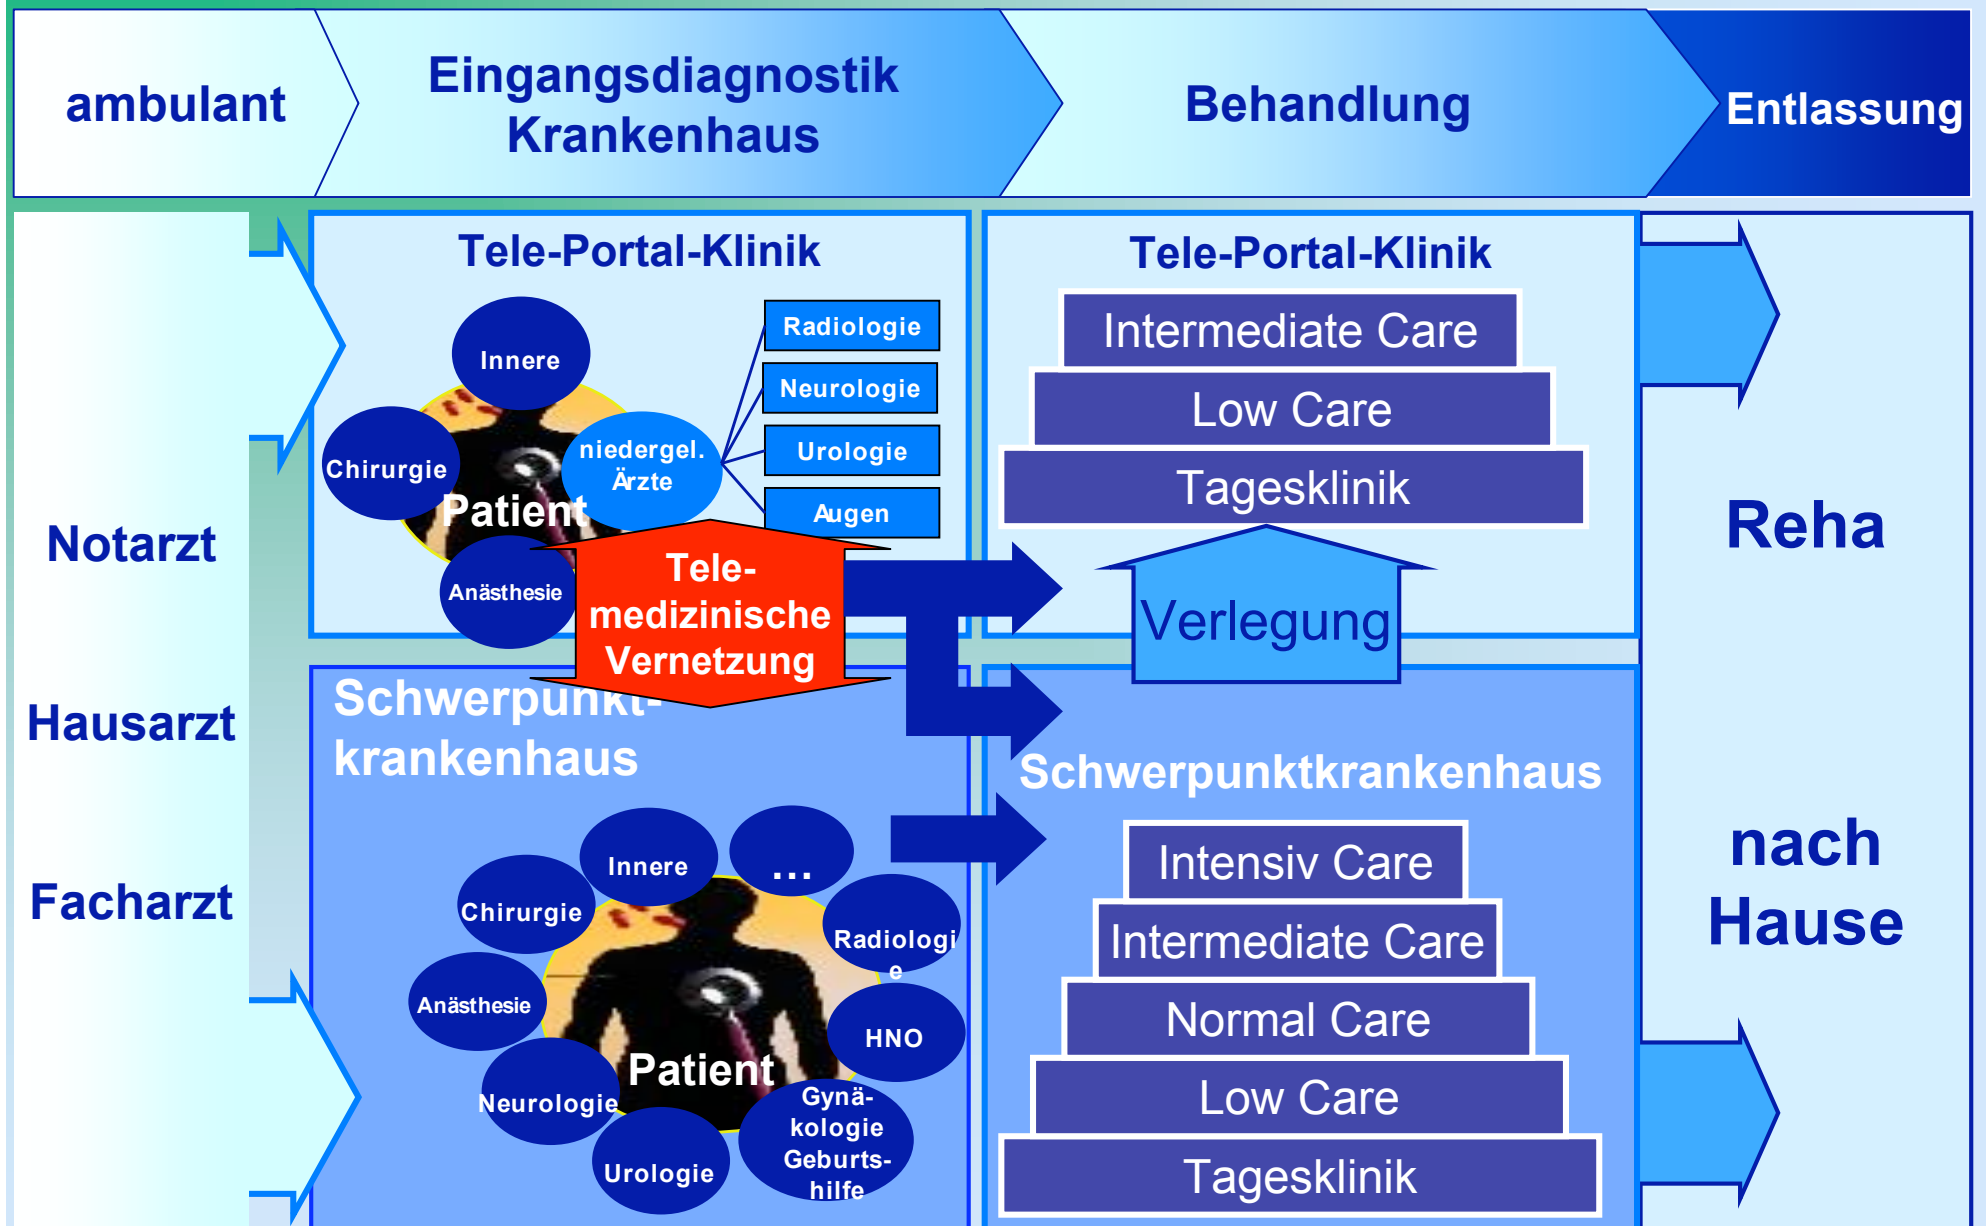 ambulant
Eingangsdiagnostik
Krankenhaus
Behandlung
Entlassung
Notarzt
Hausarzt
Facharzt
Tele-Portal-Klinik
Innere
Chirurgie
niedergel.
Ärzte
Patient
Anästhesie
Radiologie
Neurologie
Urologie
Augen
Tele-
medizinische
Vernetzung
Schwerpunkt-
krankenhaus
Innere
...
Chirurgie
Radiologi
e
Anästhesie
HNO
Patient
Neurologie
Gynä-
kologie
Geburts-
hilfe
Urologie
Tele-Portal-Klinik
Intermediate Care
Low Care
Tagesklinik
Verlegung
Schwerpunktkrankenhaus
Intensiv Care
Intermediate Care
Normal Care
Low Care
Tagesklinik
Reha
nach
Hause